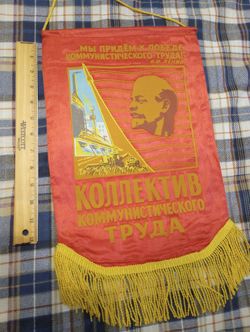 ...МЫ ПРИДЁМ К ПОБЕДЕ
КОММУНИСТИЧЕСКОГО ТРУДА!
В.И. ЛЕНИН
КОЛЛЕКТИВ
КОММУНИСТИЧЕСКОГО
ТРУДА